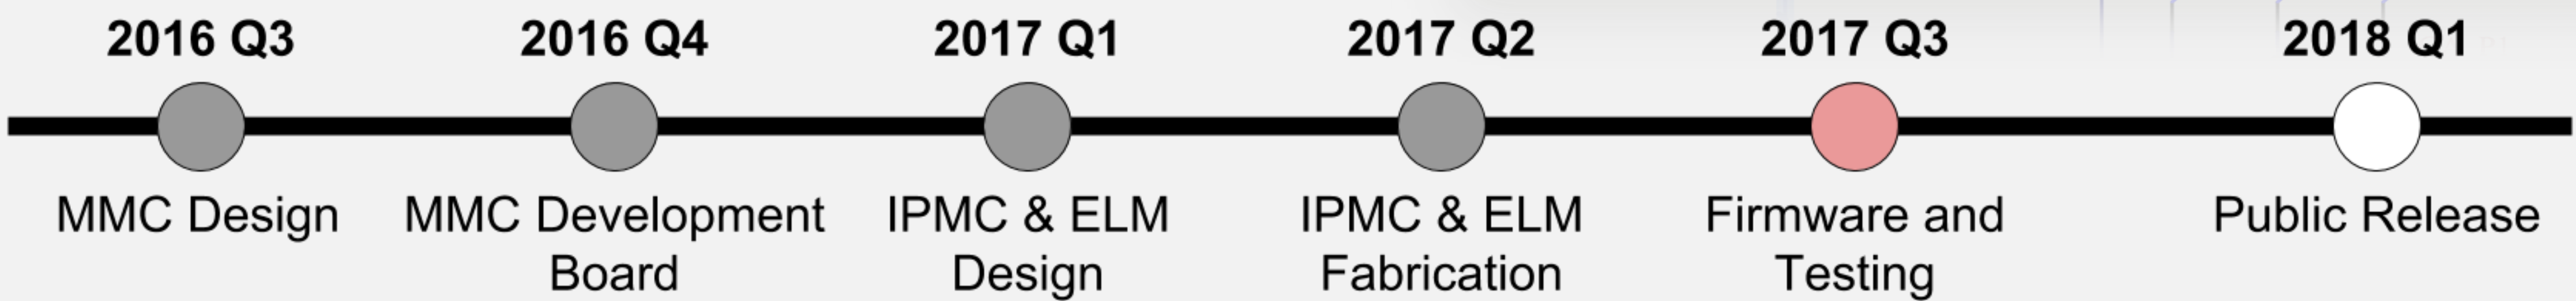 2016 Q3
2016 Q4
2017 Q1
2017 Q2
2017 Q3
2018 Q1
MMC Design
MMC Development
Board
IPMC & ELM
Design
IPMC & ELM
Fabrication
Firmware and
Testing
Public Release